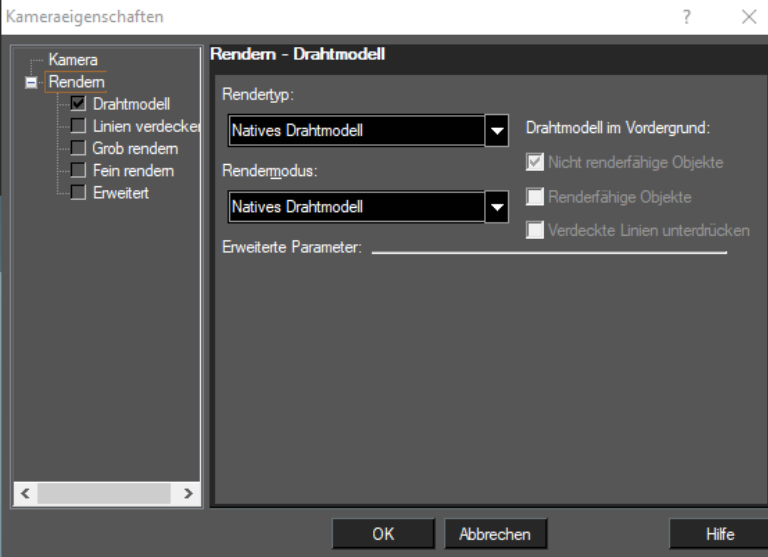 Kameraeigenschaften
?
Kamera
Rendern
Drahtmodell
Linien verdecken
Grob rendern
Fein rendern
Erweitert
Rendern - Drahtmodell
Rendertyp:
Natives Drahtmodell
Rendermodus:
Natives Drahtmodell
Erweiterte Parameter:
Drahtmodell im Vordergrund:
Nicht renderfähige Objekte
Renderfähige Objekte
Verdeckte Linien unterdrücken
OK
Abbrechen
Hilfe